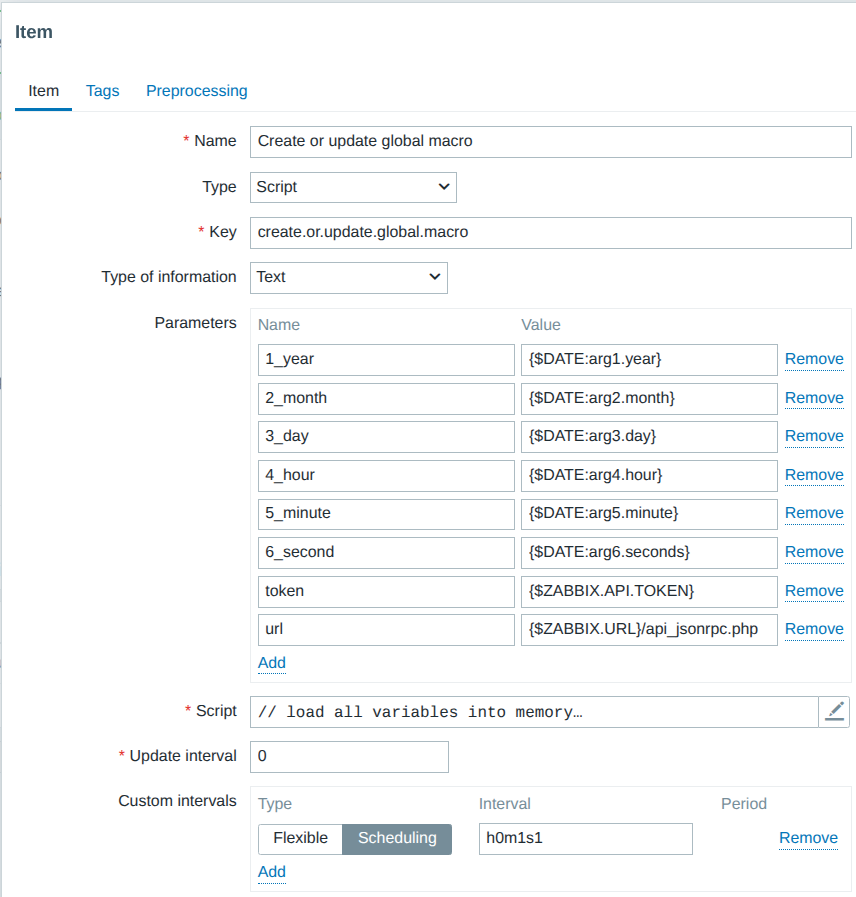 Item
Item Tags Preprocessing
* Name Create or update global macro
Type Script
* Key create.or.update.global.macro
Type of information Text
Parameters Name Value
1_year {$DATE:arg1.year} Remove
2_month {$DATE:arg2.month} Remove
3_day {$DATE:arg3.day} Remove
4_hour {$DATE:arg4.hour} Remove
5_minute {$DATE:arg5.minute} Remove
6_second {$DATE:arg6.seconds} Remove
token {$ZABBIX.API.TOKEN} Remove
url {$ZABBIX.URL}/api_jsonrpc.php Remove
Add
* Script // load all variables into memory…
* Update interval 0
Custom intervals Type Interval Period
Flexible Scheduling h0m1s1 Remove
Add